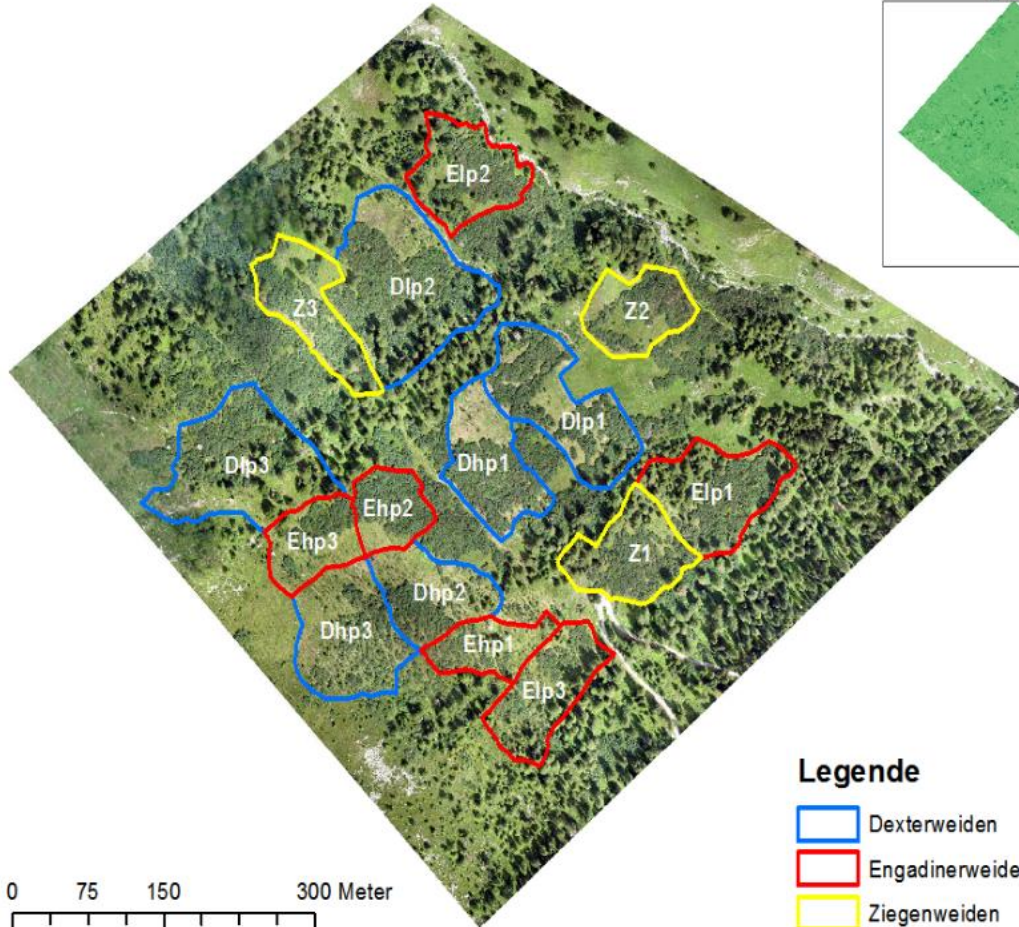 Elp2
Dlp2
Z3
Z2
Dlp1
Dlp3
Dhp1
Elp1
Ehp2
Ehp3
Z1
Dhp2
Dhp3
Ehp1
Elp3
Legende
Dexterweiden
Engadinerweide
Ziegenweiden
0 75 150 300 Meter